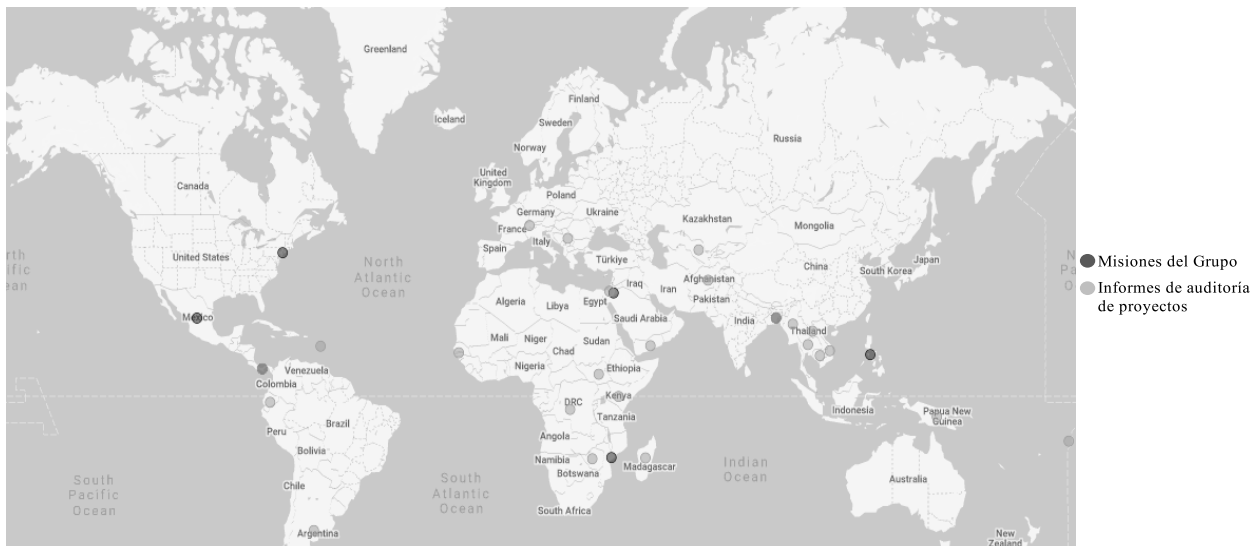 Greenland
Iceland
Finland
Sweden
Norway
Russia
United
Kingdom
Canada
Poland
Germany
Ukraine
France
Kazakhstan
Mongolia
Italy
Spain
United States
North
Atlantic
Ocean
Türkiye
China
Japan
South Korea
Afghanistan
Iraq
Iran
Pakistan
Algeria
Libya
Egypt
Saudi Arabia
India
Thailand
Mexico
Mali
Niger
Chad
Sudan
Nigeria
Ethiopia
Venezuela
Colombia
DRC
Kenya
Tanzania
Indonesia
Papua New
Guinea
Peru
Brazil
Bolivia
Angola
Namibia
Botswana
Madagascar
South
Pacific
Ocean
South
Atlantic
Ocean
Indian
Ocean
Australia
Chile
South Africa
Argentina
New
Zealand
rth
ific
ean
N
Pa
O
Misiones del Grupo
Informes de auditoría
de proyectos